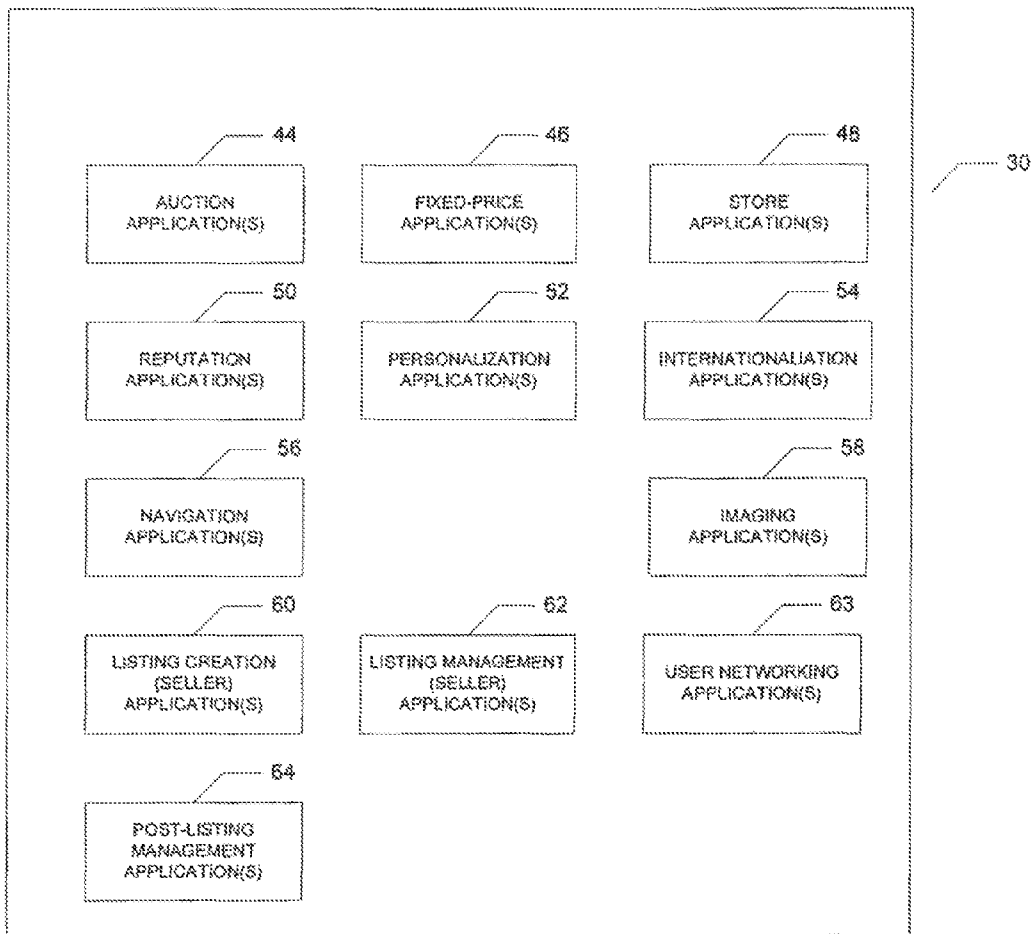 44
46
48
30
AUCTION
APPLICATION(S)
FIXED-PRICE
APPLICATION(S)
STORE
APPLICATION(S)
50
52
54
REPUTATION
APPLICATION(S)
PERSONALIZATION
APPLICATION(S)
INTERNATIONALIATION
APPLICATION(S)
56
58
NAVIGATION
APPLICATION(S)
IMAGING
APPLICATION(S)
60
62
63
LISTING CREATION
(SELLER)
APPLICATION(S)
LISTING MANAGEMENT
(SELLER)
APPLICATION(S)
USER NETWORKING
APPLICATION(S)
64
POST-LISTING
MANAGEMENT
APPLICATION(S)